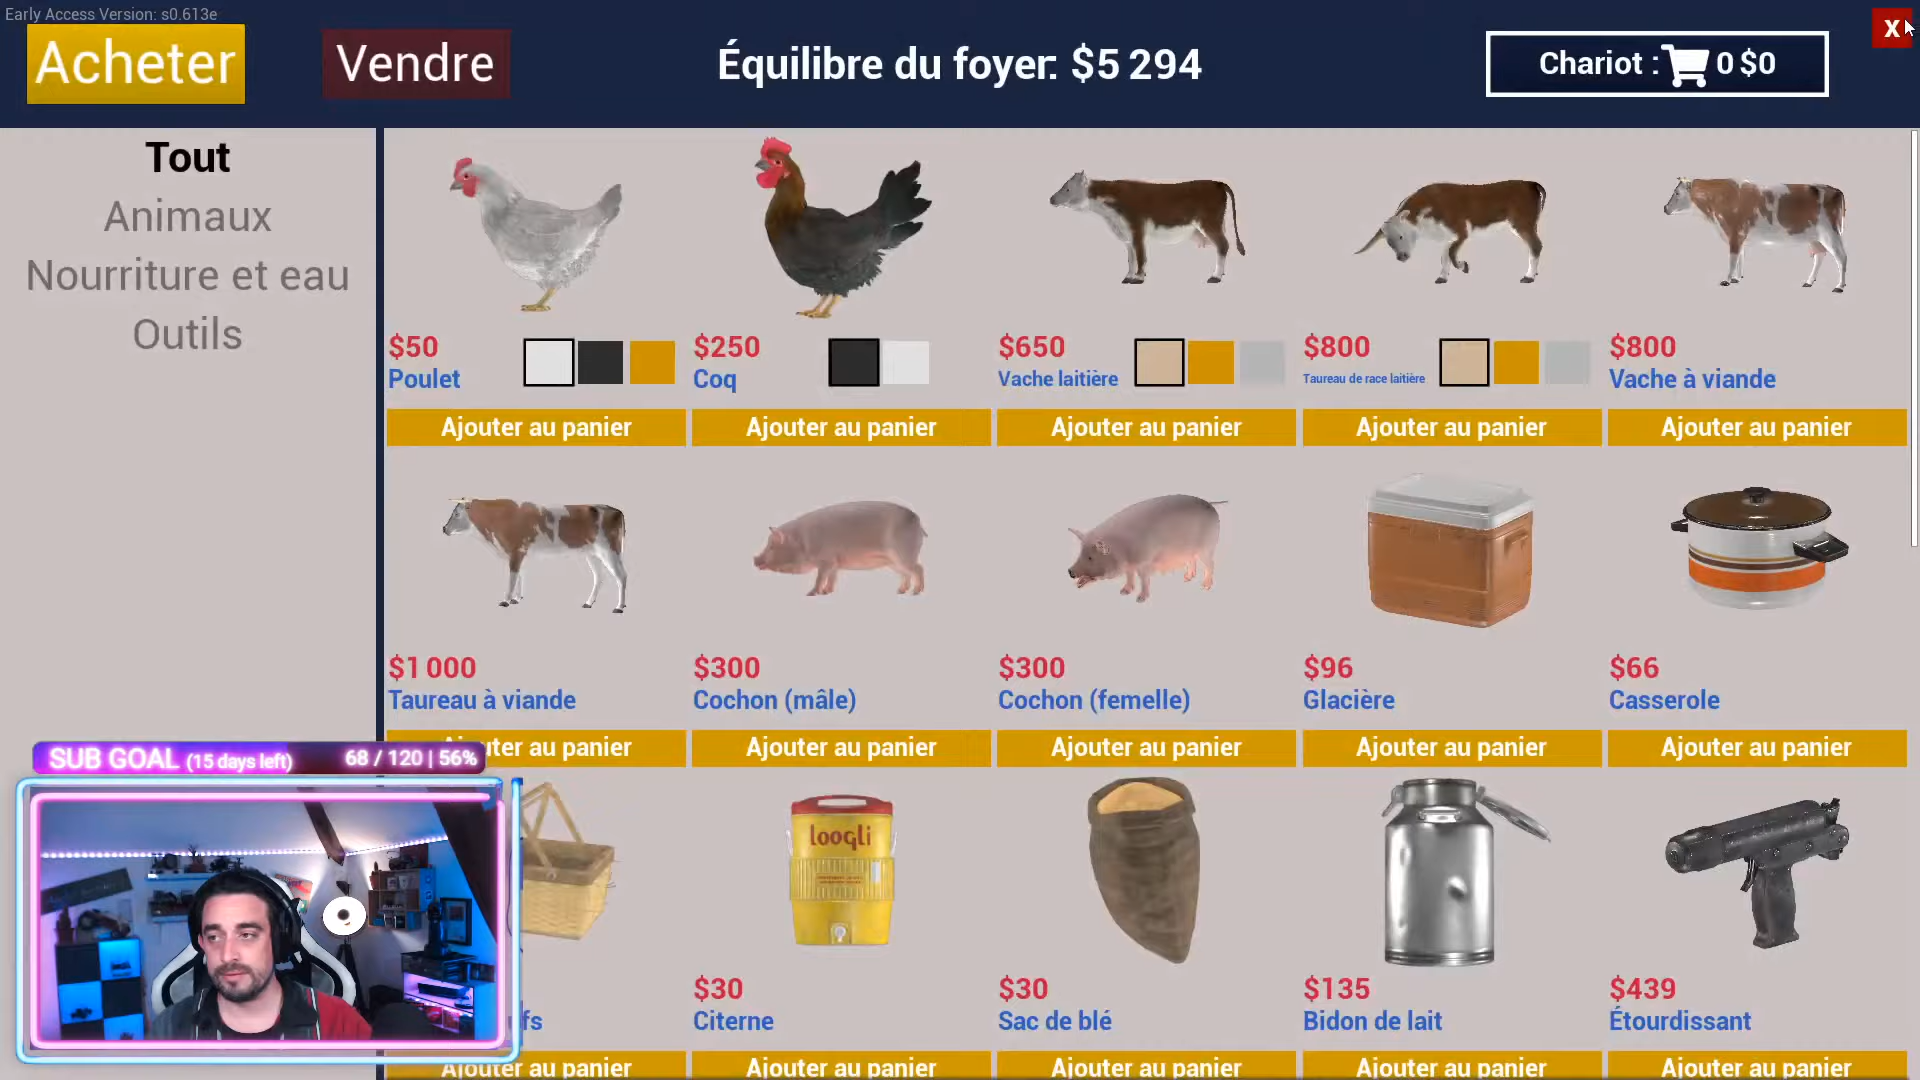 Early Access Version: s0.613e
Acheter
Vendre
Équilibre du foyer: $5 294
Chariot : 0 $0
X
Tout
Animaux
Nourriture et eau
Outils
$50
Poulet
$250
Coq
$650
Vache laitière
$800
Taureau de race laitière
$800
Vache à viande
Ajouter au panier
Ajouter au panier
Ajouter au panier
Ajouter au panier
Ajouter au panier
$1 000
Taureau à viande
$300
Cochon (mâle)
$300
Cochon (femelle)
$96
Glacière
$66
Casserole
uter au panier
Ajouter au panier
Ajouter au panier
Ajouter au panier
Ajouter au panier
SUB GOAL (15 days left) 68 / 120 | 56%
looqli
fs
$30
Citerne
$30
Sac de blé
$135
Bidon de lait
$439
Étourdissant
Ajouter au panier
Ajouter au panier
Ajouter au panier
Ajouter au panier
Ajouter au panier